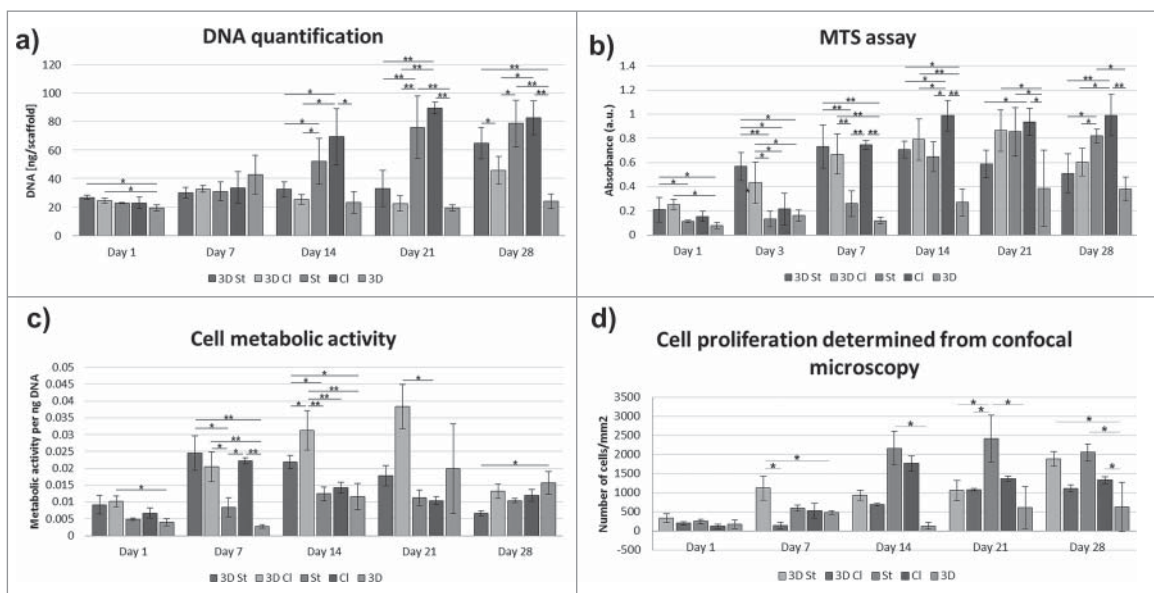 a)
DNA quantification
DNA [ng/scaffold]
120
100
80
60
40
20
0
Day 1 Day 7 Day 14 Day 21 Day 28
3D St 3D Cl St Cl 3D
b)
MTS assay
Absorbance (a.u.)
1.4
1.2
1
0.8
0.6
0.4
0.2
0
Day 1 Day 3 Day 7 Day 14 Day 21 Day 28
3D St 3D Cl St Cl 3D
c)
Cell metabolic activity
Metabolic activity per ng DNA
0.05
0.045
0.04
0.035
0.03
0.025
0.02
0.015
0.01
0.005
0
Day 1 Day 7 Day 14 Day 21 Day 28
3D St 3D Cl St Cl 3D
d)
Cell proliferation determined from confocal
microscopy
Number of cells/mm2
3500
3000
2500
2000
1500
1000
500
0
-500
Day 1 Day 7 Day 14 Day 21 Day 28
3D St 3D Cl St Cl 3D